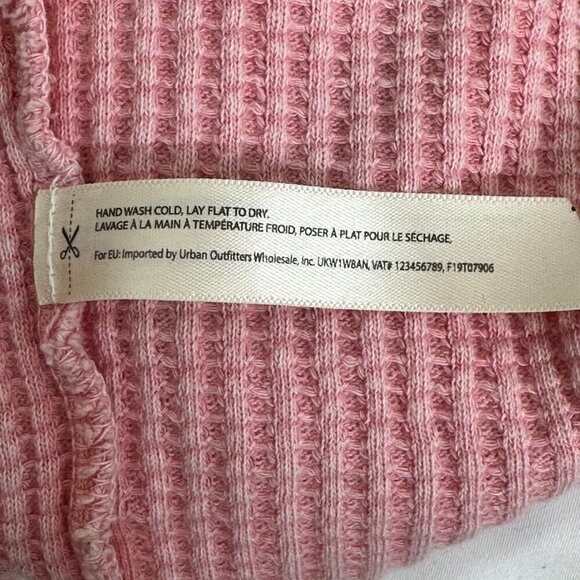 HAND WASH COLD, LAY FLAT TO DRY.
LAVAGE À LA MAIN À TEMPÉRATURE FROID, POSER À PLAT POUR LE SÉCHAGE,
For EU: Imported by Urban Outfitters Wholesale, Inc. UKW1WBAN, VAT# 123456789, F19T07906